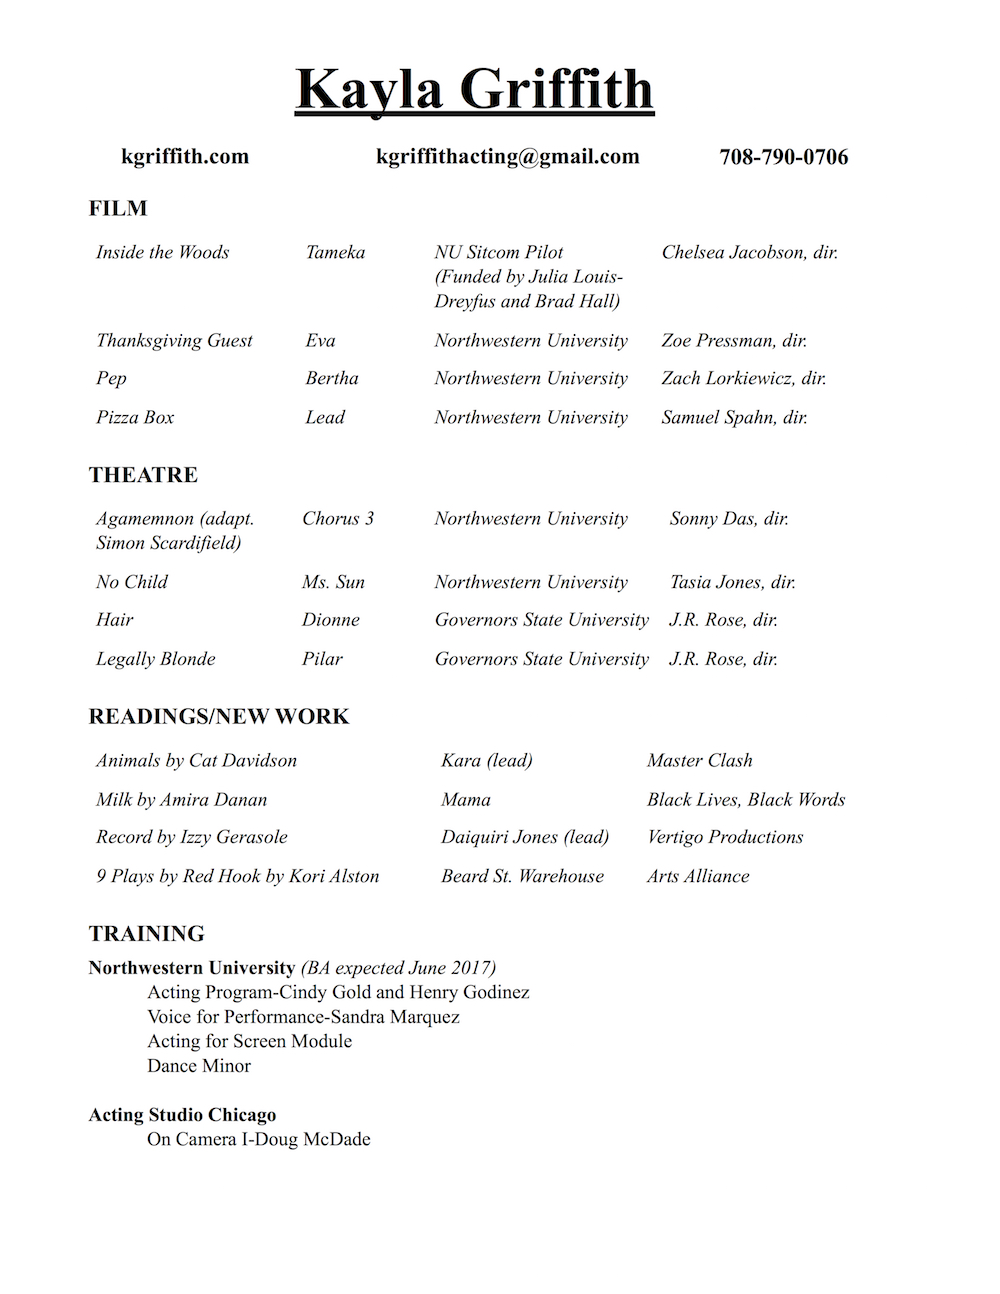 Kayla Griffith
kgriffith.com kgriffithacting@gmail.com 708-790-0706
FILM
Inside the Woods Tameka NU Sitcom Pilot Chelsea Jacobson, dir.
(Funded by Julia Louis-
Dreyfus and Brad Hall)
Thanksgiving Guest Eva Northwestern University Zoe Pressman, dir.
Pep Bertha Northwestern University Zach Lorkiewicz, dir.
Pizza Box Lead Northwestern University Samuel Spahn, dir.
THEATRE
Agamemnon (adapt. Chorus 3 Northwestern University Sonny Das, dir.
Simon Scardifield)
No Child Ms. Sun Northwestern University Tasia Jones, dir.
Hair Dionne Governors State University J.R. Rose, dir.
Legally Blonde Pilar Governors State University J.R. Rose, dir.
READINGS/NEW WORK
Animals by Cat Davidson Kara (lead) Master Clash
Milk by Amira Danan Mama Black Lives, Black Words
Record by Izzy Gerasole Daiquiri Jones (lead) Vertigo Productions
9 Plays by Red Hook by Kori Alston Beard St. Warehouse Arts Alliance
TRAINING
Northwestern University (BA expected June 2017)
Acting Program-Cindy Gold and Henry Godinez
Voice for Performance-Sandra Marquez
Acting for Screen Module
Dance Minor
Acting Studio Chicago
On Camera I-Doug McDade